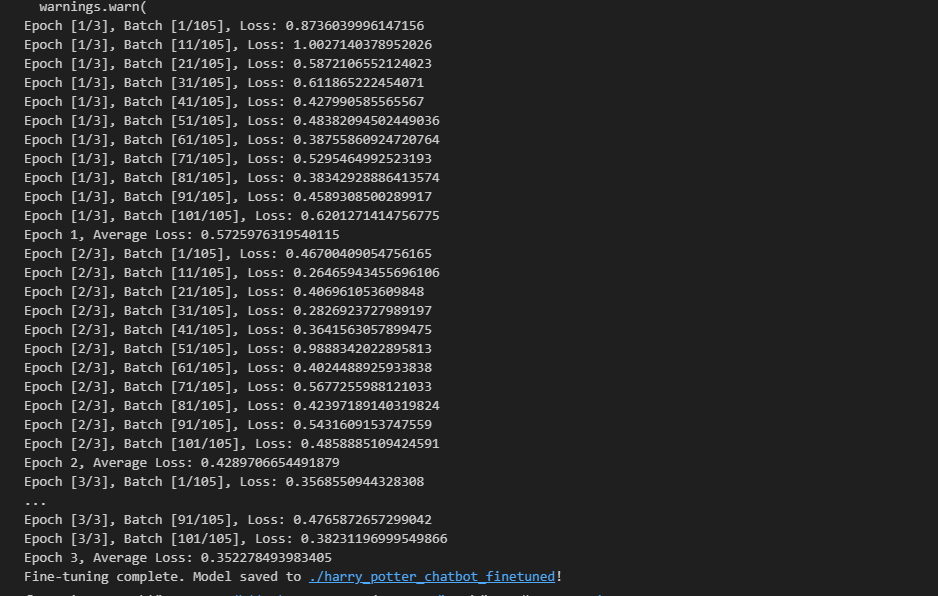 warnings.warn(
Epoch [1/3], Batch [1/105], Loss: 0.8736039996147156
Epoch [1/3], Batch [11/105], Loss: 1.0027140378952026
Epoch [1/3], Batch [21/105], Loss: 0.5872106552124023
Epoch [1/3], Batch [31/105], Loss: 0.611865222454071
Epoch [1/3], Batch [41/105], Loss: 0.427990585565567
Epoch [1/3], Batch [51/105], Loss: 0.48382094502449036
Epoch [1/3], Batch [61/105], Loss: 0.38755860924720764
Epoch [1/3], Batch [71/105], Loss: 0.5295464992523193
Epoch [1/3], Batch [81/105], Loss: 0.38342928886413574
Epoch [1/3], Batch [91/105], Loss: 0.4589308500289917
Epoch [1/3], Batch [101/105], Loss: 0.6201271414756775
Epoch 1, Average Loss: 0.5725976319540115
Epoch [2/3], Batch [1/105], Loss: 0.46700409054756165
Epoch [2/3], Batch [11/105], Loss: 0.26465943455696106
Epoch [2/3], Batch [21/105], Loss: 0.406961053609848
Epoch [2/3], Batch [31/105], Loss: 0.2826923727989197
Epoch [2/3], Batch [41/105], Loss: 0.3641563057899475
Epoch [2/3], Batch [51/105], Loss: 0.9888342022895813
Epoch [2/3], Batch [61/105], Loss: 0.4024488925933838
Epoch [2/3], Batch [71/105], Loss: 0.5677255988121033
Epoch [2/3], Batch [81/105], Loss: 0.42397189140319824
Epoch [2/3], Batch [91/105], Loss: 0.5431609153747559
Epoch [2/3], Batch [101/105], Loss: 0.4858885109424591
Epoch 2, Average Loss: 0.4289706654491879
Epoch [3/3], Batch [1/105], Loss: 0.3568550944328308
...
Epoch [3/3], Batch [91/105], Loss: 0.4765872657299042
Epoch [3/3], Batch [101/105], Loss: 0.38231196999549866
Epoch 3, Average Loss: 0.352278493983405
Fine-tuning complete. Model saved to ./harry_potter_chatbot_finetuned!